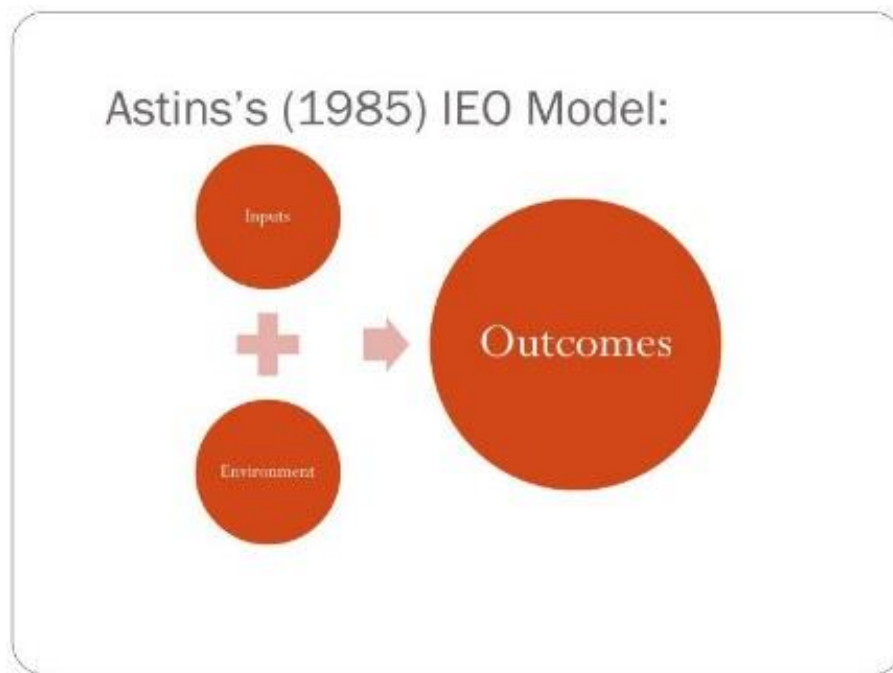 Astins's (1985) IEO Model:
Inputs
Environment
Outcomes